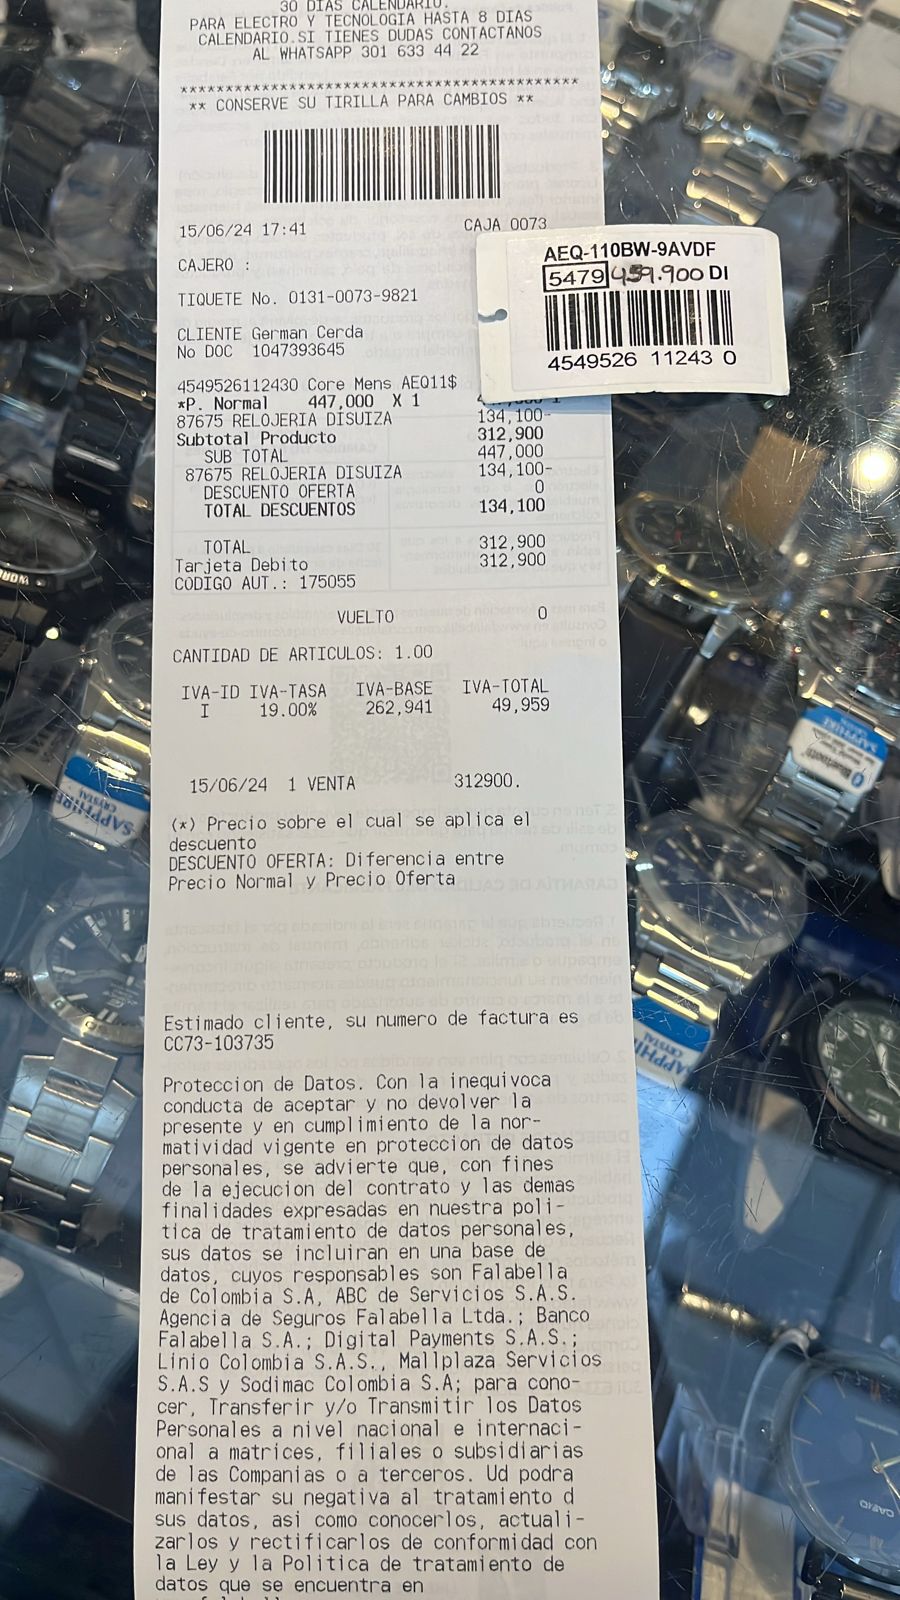 30 DIAS CALENDARIO.
PARA ELECTRO Y TECNOLOGIA HASTA 8 DIAS
CALENDARIO.SI TIENES DUDAS CONTACTANOS
AL WHATSAPP 301 633 44 22
*********************************************
** CONSERVE SU TIRILLA PARA CAMBIOS **
15/06/24 17:41 CAJA 0073
CAJERO :
TIQUETE No. 0131-0073-9821
CLIENTE German Cerda
No DOC 1047393645
AEQ-110BW-9AVDF
5479 459.900 DI
4549526 11243 0
4549526112430 Core Mens AEQ11$
*P. Normal 447,000 X 1
87675 RELOJERIA DISUIZA 134,100-
Subtotal Producto 312,900
SUB TOTAL 447,000
87675 RELOJERIA DISUIZA 134,100-
DESCUENTO OFERTA 0
TOTAL DESCUENTOS 134,100
TOTAL 312,900
Tarjeta Debito 312,900
CODIGO AUT.: 175055
VUELTO 0
CANTIDAD DE ARTICULOS: 1.00
IVA-ID IVA-TASA IVA-BASE IVA-TOTAL
I 19.00% 262,941 49,959
15/06/24 1 VENTA 312900.
(*) Precio sobre el cual se aplica el
descuento
DESCUENTO OFERTA: Diferencia entre
Precio Normal y Precio Oferta
Estimado cliente, su numero de factura es
CC73-103735
Proteccion de Datos. Con la inequivoca
conducta de aceptar y no devolver la
presente y en cumplimiento de la nor-
matividad vigente en proteccion de datos
personales, se advierte que, con fines
de la ejecucion del contrato y las demas
finalidades expresadas en nuestra poli-
tica de tratamiento de datos personales,
sus datos se incluiran en una base de
datos, cuyos responsables son Falabella
de Colombia S.A, ABC de Servicios S.A.S.
Agencia de Seguros Falabella Ltda.; Banco
Falabella S.A.; Digital Payments S.A.S.;
Linio Colombia S.A.S., Mallplaza Servicios
S.A.S y Sodimac Colombia S.A; para cono-
cer, Transferir y/o Transmitir los Datos
Personales a nivel nacional e internaci-
onal a matrices, filiales o subsidiarias
de las Companias o a terceros. Ud podra
manifestar su negativa al tratamiento d
sus datos, asi como conocerlos, actuali-
zarlos y rectificarlos de conformidad con
la Ley y la Politica de tratamiento de
datos que se encuentra en
SAPPHIRE
CRYSTAL
SAPPHIRE
CRYSTAL
Bluetooth
SAPPHIRE
CRYSTAL
CASIO